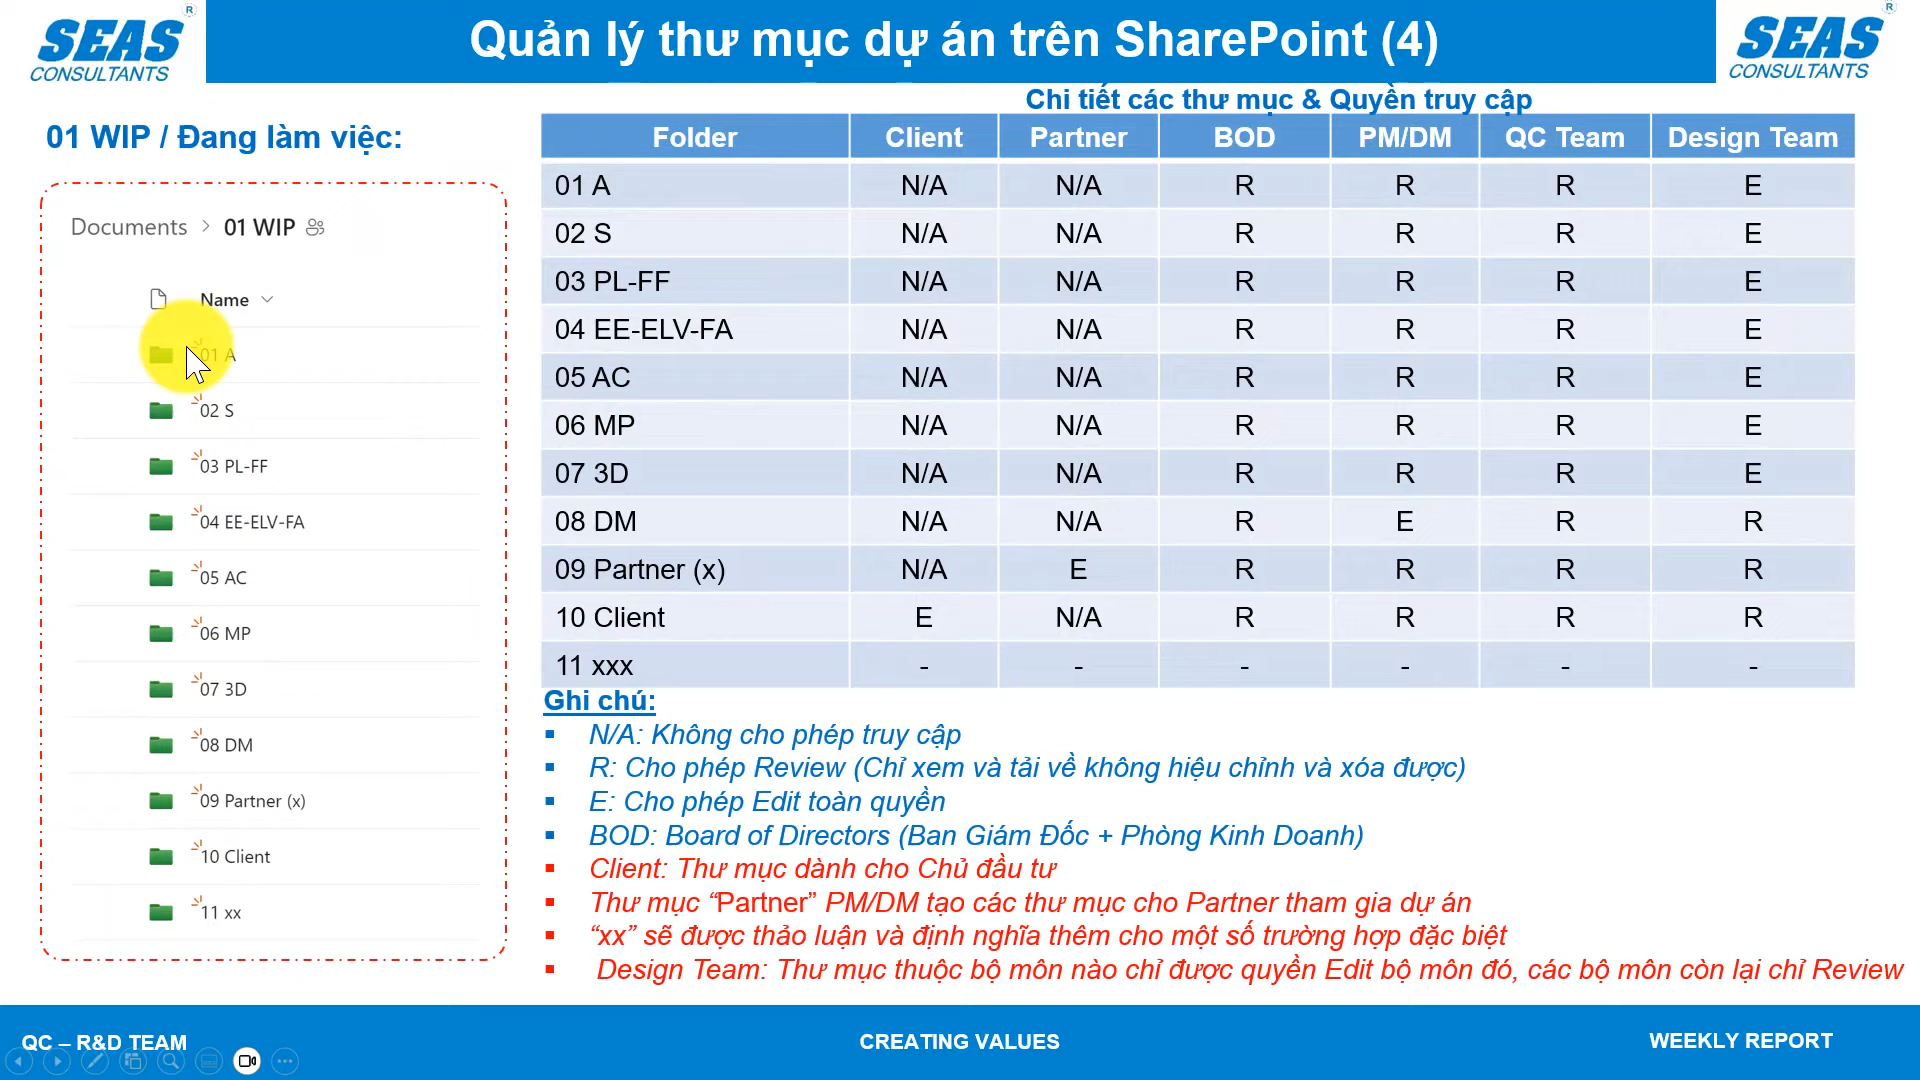 SEAS ®
CONSULTANTS
Quản lý thư mục dự án trên SharePoint (4)
SEAS ®
CONSULTANTS
01 WIP / Đang làm việc:
Documents > 01 WIP
Name
01 A
02 S
03 PL-FF
04 EE-ELV-FA
05 AC
06 MP
07 3D
08 DM
09 Partner (x)
10 Client
11 xx
Chi tiết các thư mục & Quyền truy cập
Folder Client Partner BOD PM/DM QC Team Design Team
01 A N/A N/A R R R E
02 S N/A N/A R R R E
03 PL-FF N/A N/A R R R E
04 EE-ELV-FA N/A N/A R R R E
05 AC N/A N/A R R R E
06 MP N/A N/A R R R E
07 3D N/A N/A R R R E
08 DM N/A N/A R E R R
09 Partner (x) N/A E R R R R
10 Client E N/A R R R R
11 xxx - - - - - -
Ghi chú:
▪ N/A: Không cho phép truy cập
▪ R: Cho phép Review (Chỉ xem và tải về không hiệu chỉnh và xóa được)
▪ E: Cho phép Edit toàn quyền
▪ BOD: Board of Directors (Ban Giám Đốc + Phòng Kinh Doanh)
▪ Client: Thư mục dành cho Chủ đầu tư
▪ Thư mục “Partner” PM/DM tạo các thư mục cho Partner tham gia dự án
▪ “xx” sẽ được thảo luận và định nghĩa thêm cho một số trường hợp đặc biệt
▪ Design Team: Thư mục thuộc bộ môn nào chỉ được quyền Edit bộ môn đó, các bộ môn còn lại chỉ Review
QC – R&D TEAM
CREATING VALUES
WEEKLY REPORT